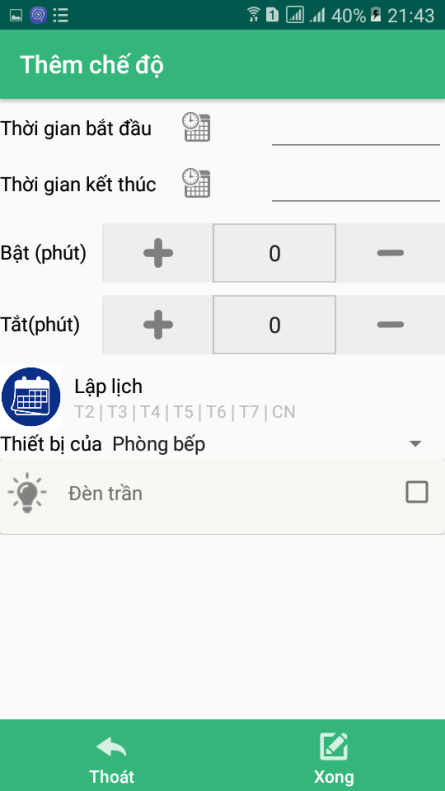 40% 21:43
Thêm chế độ
Thời gian bắt đầu
Thời gian kết thúc
Bật (phút) 0
Tắt(phút) 0
Lập lịch
T2 | T3 | T4 | T5 | T6 | T7 | CN
Thiết bị của Phòng bếp
Đèn trần
Thoát Xong